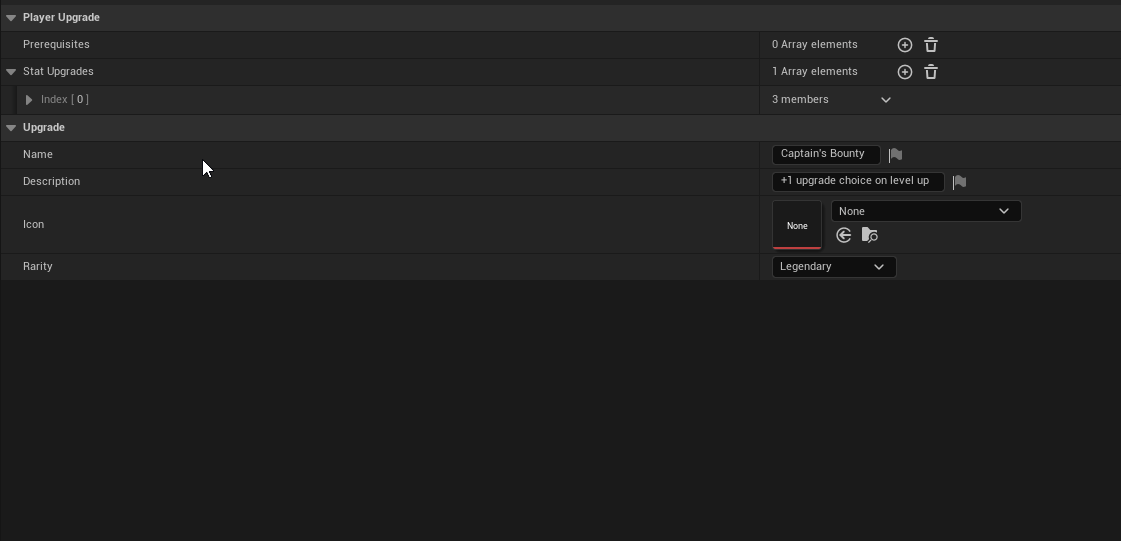 Player Upgrade
Prerequisites 0 Array elements
Stat Upgrades 1 Array elements
Index [ 0 ] 3 members
Upgrade
Name Captain's Bounty
Description +1 upgrade choice on level up
Icon None None
Rarity Legendary